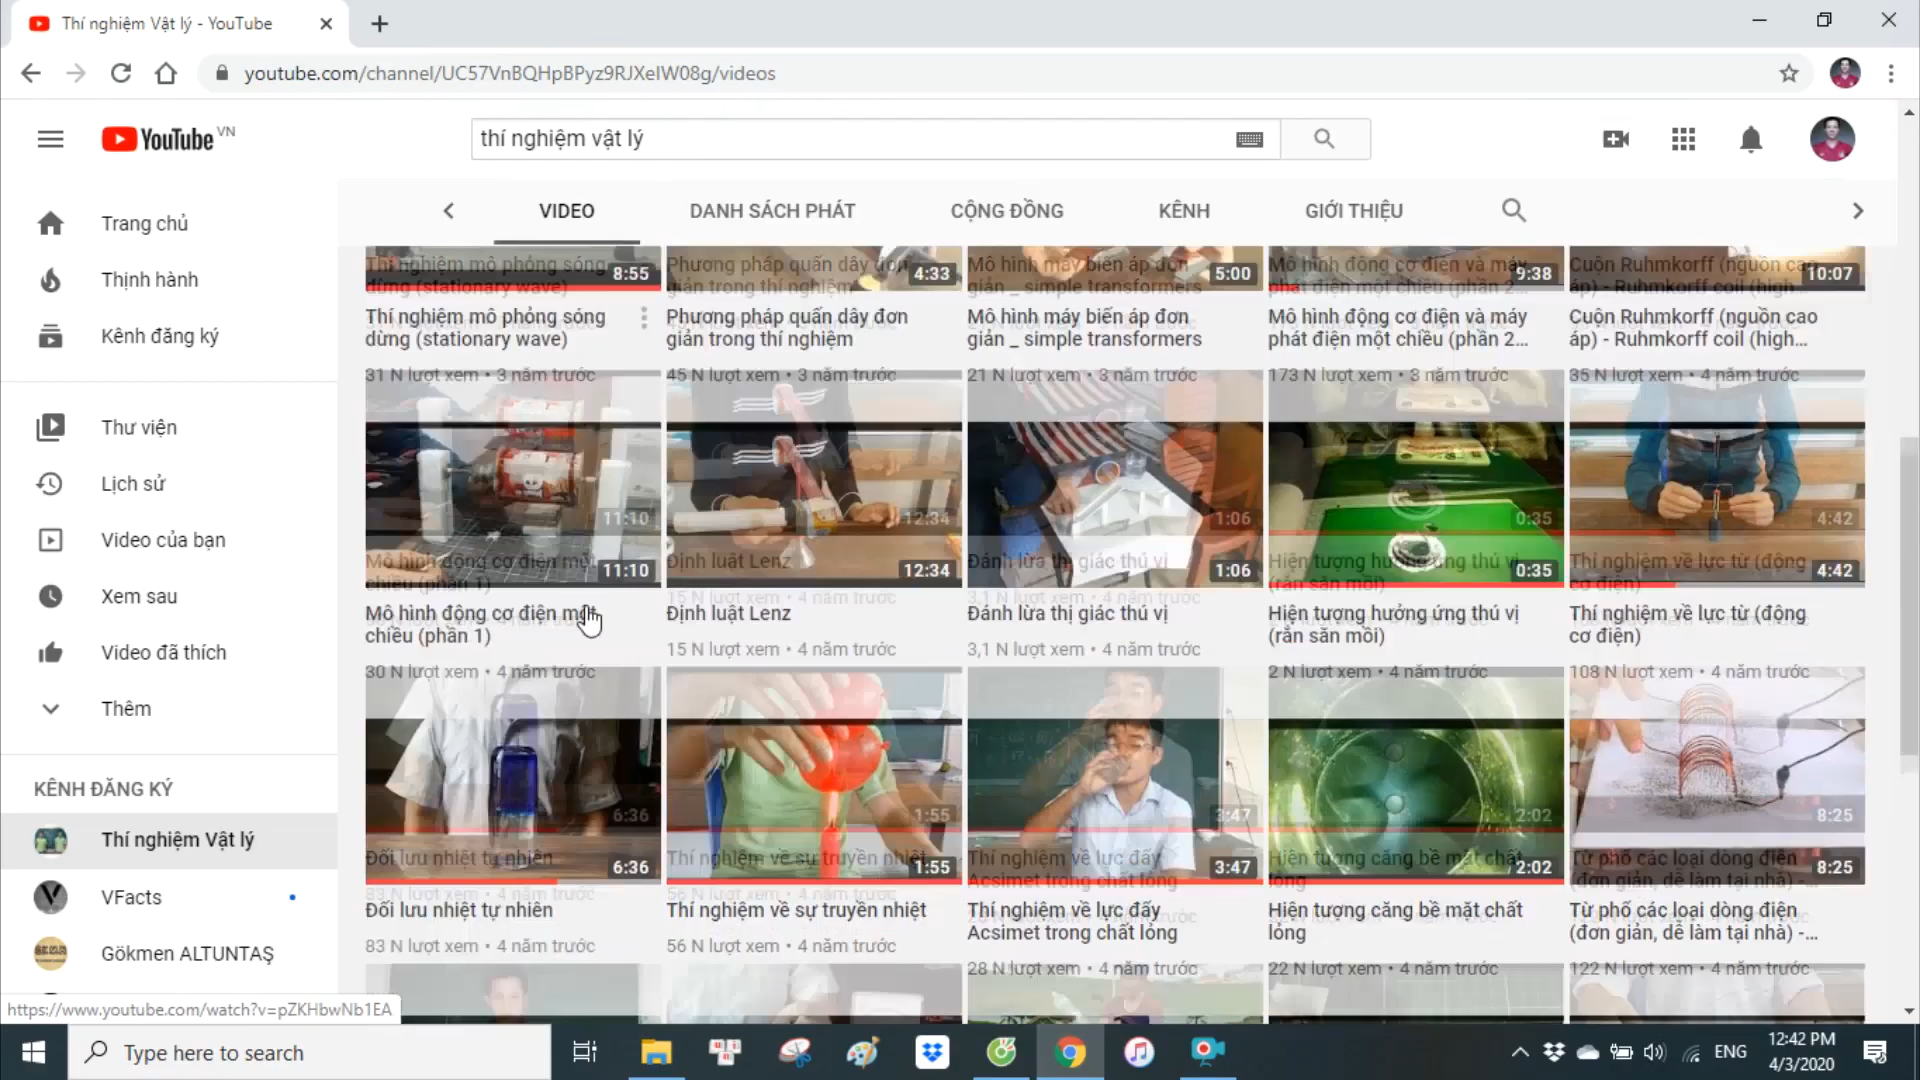 Thí nghiệm Vật lý - YouTube
youtube.com/channel/UC57VnBQHpBPyz9RJXeIW08g/videos
YouTube VN
thí nghiệm vật lý
VIDEO
DANH SÁCH PHÁT
CỘNG ĐỒNG
KÊNH
GIỚI THIỆU
Trang chủ
Thịnh hành
Kênh đăng ký
Thư viện
Lịch sử
Video của bạn
Xem sau
Video đã thích
Thêm
KÊNH ĐĂNG KÝ
Thí nghiệm Vật lý
VFacts
Gökmen ALTUNTAŞ
8:55
4:33
5:00
9:38
10:07
Thí nghiệm mô phỏng sóng
dừng (stationary wave)
31 N lượt xem • 3 năm trước
Phương pháp quấn dây đơn
giản trong thí nghiệm
45 N lượt xem • 3 năm trước
Mô hình máy biến áp đơn
giản _ simple transformers
21 N lượt xem • 3 năm trước
Mô hình động cơ điện và máy
phát điện một chiều (phần 2...
173 N lượt xem • 3 năm trước
Cuộn Ruhmkorff (nguồn cao
áp) - Ruhmkorff coil (high...
35 N lượt xem • 4 năm trước
11:10
12:34
1:06
0:35
4:42
Mô hình động cơ điện một
chiều (phần 1)
30 N lượt xem • 4 năm trước
Định luật Lenz
15 N lượt xem • 4 năm trước
Đánh lừa thị giác thú vị
3,1 N lượt xem • 4 năm trước
Hiện tượng hưởng ứng thú vị
(rắn săn mồi)
2 N lượt xem • 4 năm trước
Thí nghiệm về lực từ (động
cơ điện)
108 N lượt xem • 4 năm trước
6:36
1:55
3:47
2:02
8:25
Đối lưu nhiệt tự nhiên
83 N lượt xem • 4 năm trước
Thí nghiệm về sự truyền nhiệt
56 N lượt xem • 4 năm trước
Thí nghiệm về lực đẩy
Acsimet trong chất lỏng
28 N lượt xem • 4 năm trước
Hiện tượng căng bề mặt chất
lỏng
22 N lượt xem • 4 năm trước
Từ phổ các loại dòng điện
(đơn giản, dễ làm tại nhà) -...
122 N lượt xem • 4 năm trước
https://www.youtube.com/watch?v=pZKHbwNb1EA
Type here to search
ENG
12:42 PM
4/3/2020